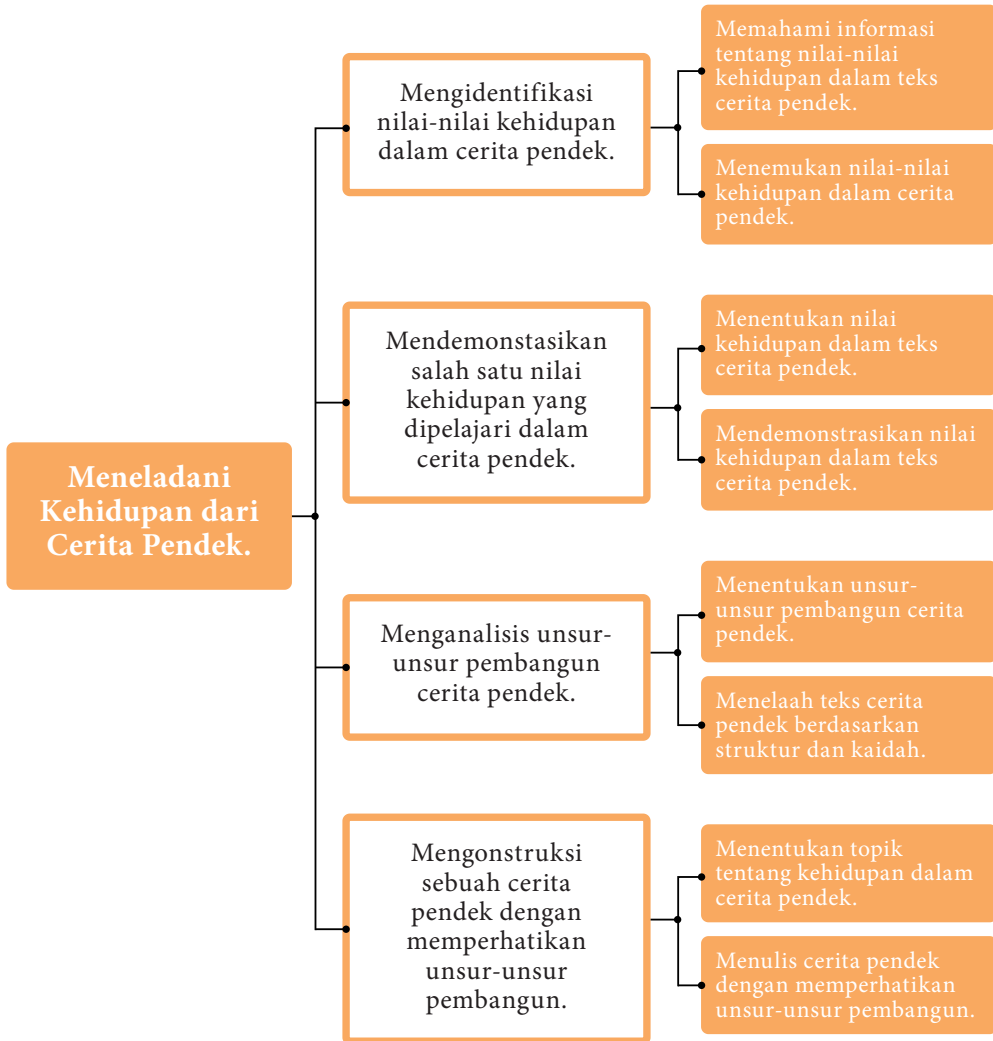 Meneladani
Kehidupan dari
Cerita Pendek.
Mengidentifikasi
nilai-nilai kehidupan
dalam cerita pendek.
Memahami informasi
tentang nilai-nilai
kehidupan dalam teks
cerita pendek.
Menemukan nilai-nilai
kehidupan dalam cerita
pendek.
Mendemonstasikan
salah satu nilai
kehidupan yang
dipelajari dalam
cerita pendek.
Menentukan nilai
kehidupan dalam teks
cerita pendek.
Mendemonstrasikan nilai
kehidupan dalam teks
cerita pendek.
Menganalisis unsur-
unsur pembangun
cerita pendek.
Menentukan unsur-
unsur pembangun cerita
pendek.
Menelaah teks cerita
pendek berdasarkan
struktur dan kaidah.
Mengonstruksi
sebuah cerita
pendek dengan
memperhatikan
unsur-unsur
pembangun.
Menentukan topik
tentang kehidupan dalam
cerita pendek.
Menulis cerita pendek
dengan memperhatikan
unsur-unsur pembangun.